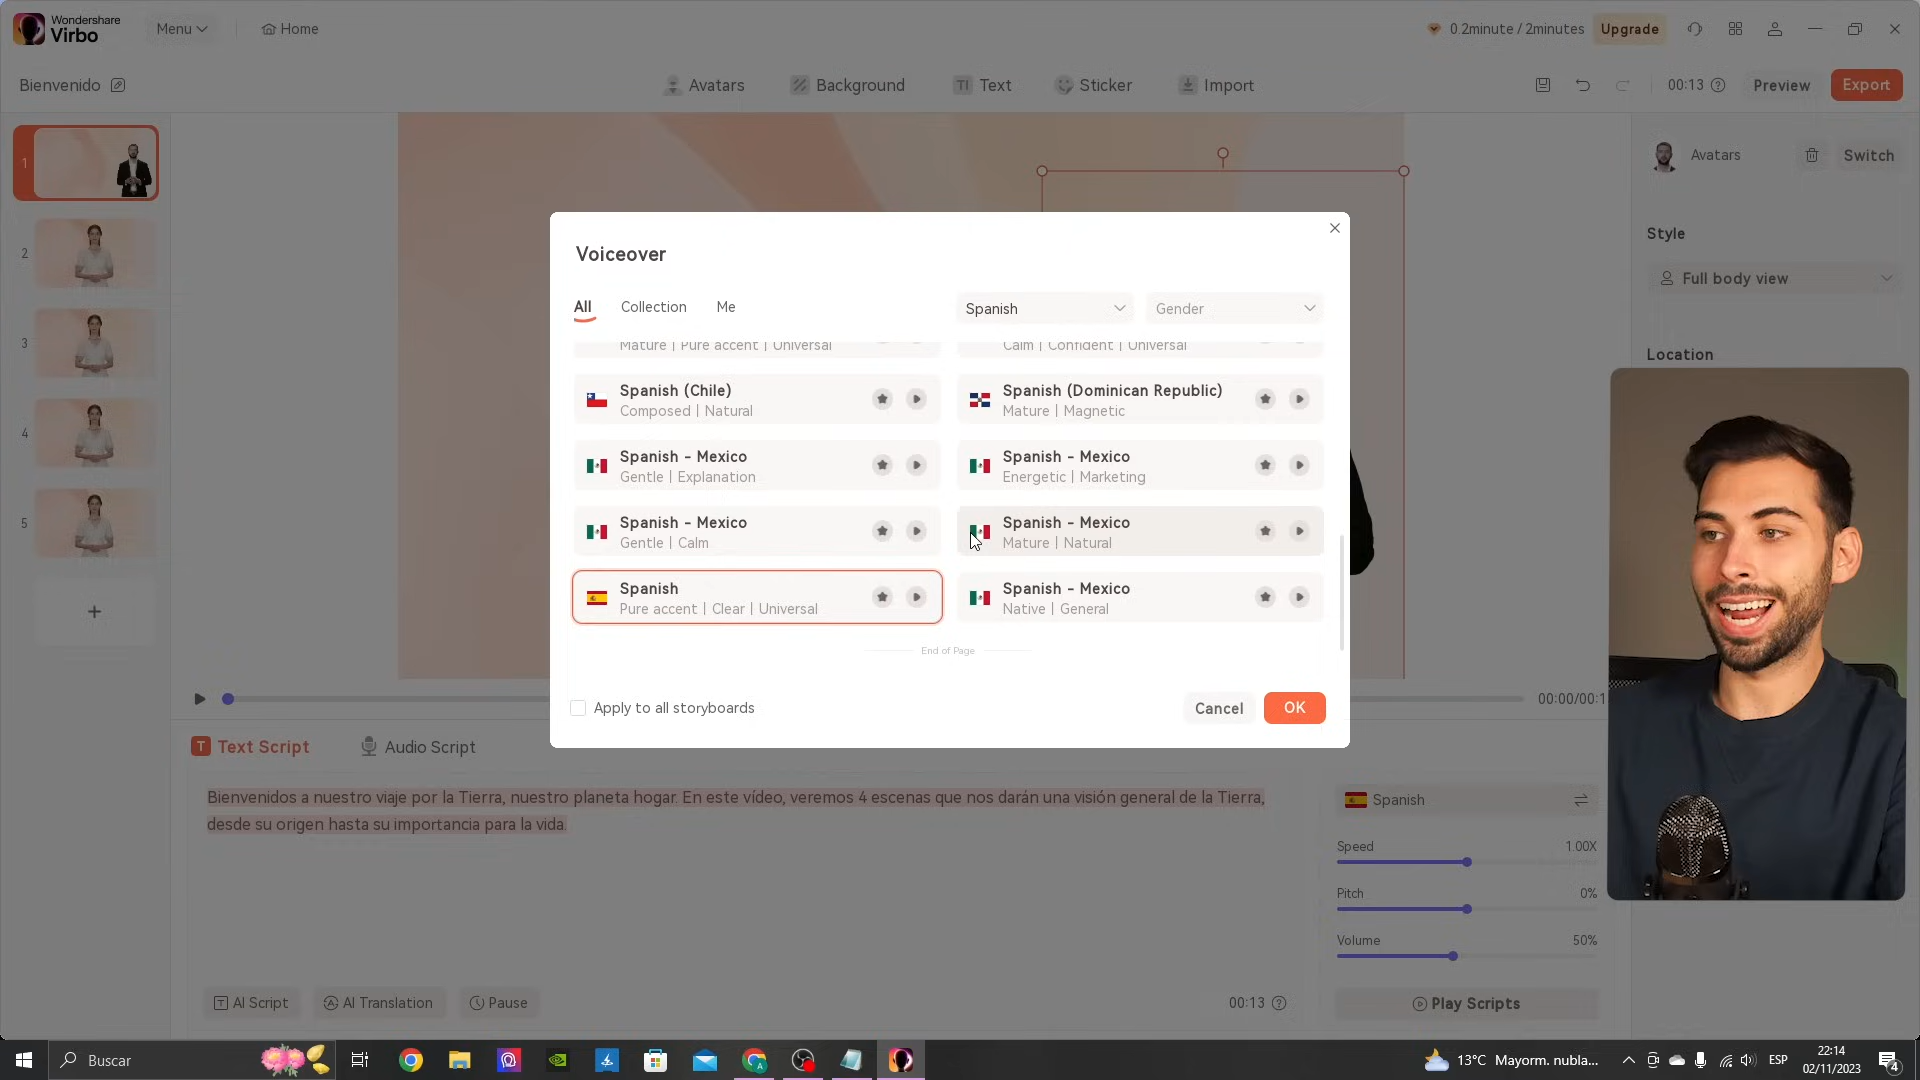 Wondershare
Virbo
Menu
Home
0.2minute / 2minutes
Upgrade
Bienvenido
Avatars
Background
Text
Sticker
Import
00:13
Preview
Export
1
2
3
4
5
+
Avatars
Switch
Style
Full body view
Location
Voiceover
All
Collection
Me
Spanish
Gender
Mature | Pure accent | Universal
Calm | Confident | Universal
Spanish (Chile)
Composed | Natural
Spanish (Dominican Republic)
Mature | Magnetic
Spanish - Mexico
Gentle | Explanation
Spanish - Mexico
Energetic | Marketing
Spanish - Mexico
Gentle | Calm
Spanish - Mexico
Mature | Natural
Spanish
Pure accent | Clear | Universal
Spanish - Mexico
Native | General
End of Page
Apply to all storyboards
Cancel
OK
00:00/00:1
T Text Script
Audio Script
Bienvenidos a nuestro viaje por la Tierra, nuestro planeta hogar. En este vídeo, veremos 4 escenas que nos darán una visión general de la Tierra,
desde su origen hasta su importancia para la vida.
Spanish
Speed
1.00X
Pitch
0%
Volume
50%
AI Script
AI Translation
Pause
00:13
Play Scripts
Buscar
13°C Mayorm. nubla...
ESP
22:14
02/11/2023
4